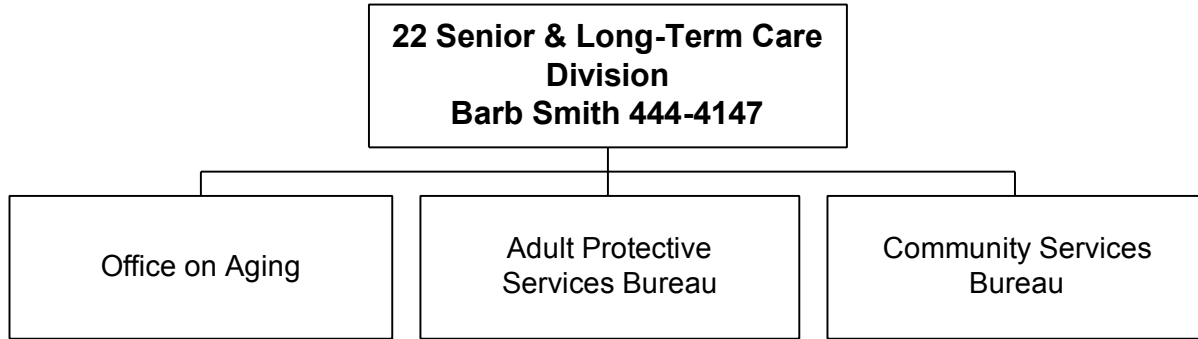 22 Senior & Long-Term Care
Division
Barb Smith 444-4147
Office on Aging
Adult Protective
Services Bureau
Community Services
Bureau